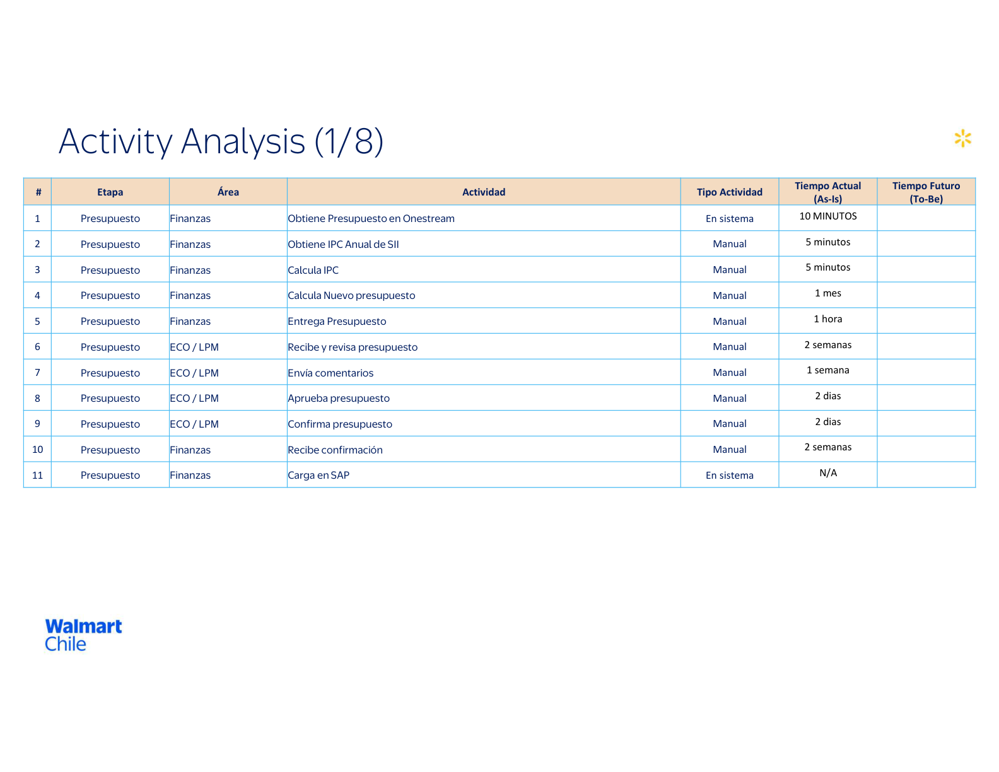 Activity Analysis (1/8)
# Etapa Área Actividad Tipo Actividad Tiempo Actual (As-Is) Tiempo Futuro (To-Be)
1 Presupuesto Finanzas Obtiene Presupuesto en Onestream En sistema 10 MINUTOS
2 Presupuesto Finanzas Obtiene IPC Anual de SII Manual 5 minutos
3 Presupuesto Finanzas Calcula IPC Manual 5 minutos
4 Presupuesto Finanzas Calcula Nuevo presupuesto Manual 1 mes
5 Presupuesto Finanzas Entrega Presupuesto Manual 1 hora
6 Presupuesto ECO / LPM Recibe y revisa presupuesto Manual 2 semanas
7 Presupuesto ECO / LPM Envía comentarios Manual 1 semana
8 Presupuesto ECO / LPM Aprueba presupuesto Manual 2 dias
9 Presupuesto ECO / LPM Confirma presupuesto Manual 2 dias
10 Presupuesto Finanzas Recibe confirmación Manual 2 semanas
11 Presupuesto Finanzas Carga en SAP En sistema N/A
Walmart
Chile